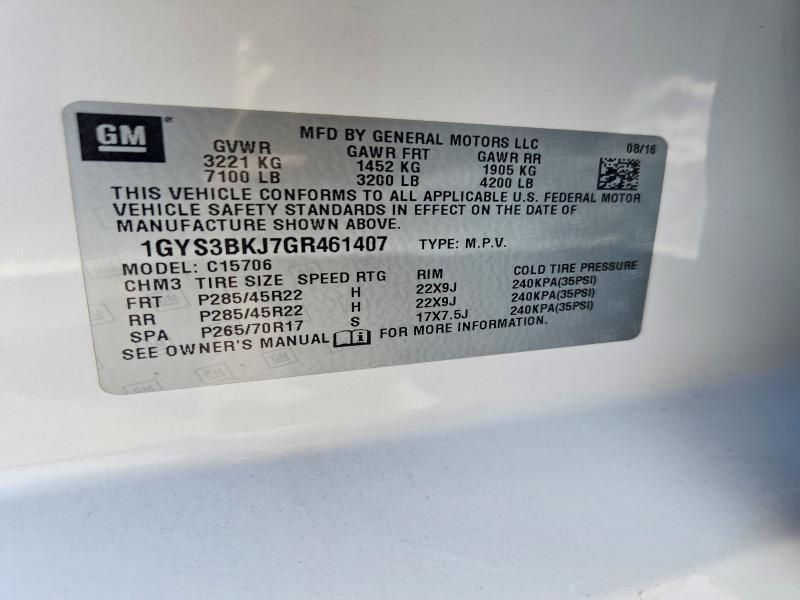 GM
MFD BY GENERAL MOTORS LLC 08/16
GVWR GAWR FRT GAWR RR
3221 KG 1452 KG 1905 KG
7100 LB 3200 LB 4200 LB
THIS VEHICLE CONFORMS TO ALL APPLICABLE U.S. FEDERAL MOTOR
VEHICLE SAFETY STANDARDS IN EFFECT ON THE DATE OF
MANUFACTURE SHOWN ABOVE.
1GYS3BKJ7GR461407 TYPE: M.P.V.
MODEL: C15706
CHM3 TIRE SIZE SPEED RTG RIM COLD TIRE PRESSURE
FRT P285/45R22 H 22X9J 240KPA(35PSI)
RR P285/45R22 H 22X9J 240KPA(35PSI)
SPA P265/70R17 S 17X7.5J 240KPA(35PSI)
SEE OWNER'S MANUAL FOR MORE INFORMATION.